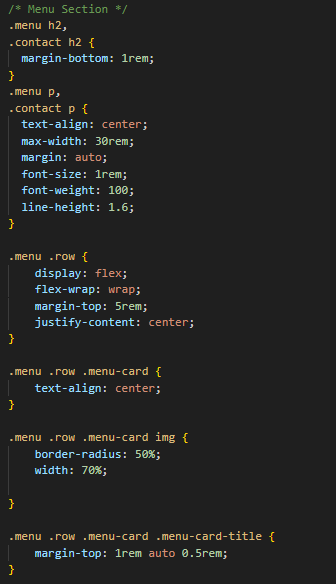 /* Menu Section */
.menu h2,
.contact h2 {
  margin-bottom: 1rem;
}
.menu p,
.contact p {
  text-align: center;
  max-width: 30rem;
  margin: auto;
  font-size: 1rem;
  font-weight: 100;
  line-height: 1.6;
}

.menu .row {
    display: flex;
    flex-wrap: wrap;
    margin-top: 5rem;
    justify-content: center;
}

.menu .row .menu-card {
    text-align: center;
}

.menu .row .menu-card img {
    border-radius: 50%;
    width: 70%;

}

.menu .row .menu-card .menu-card-title {
    margin-top: 1rem auto 0.5rem;
}